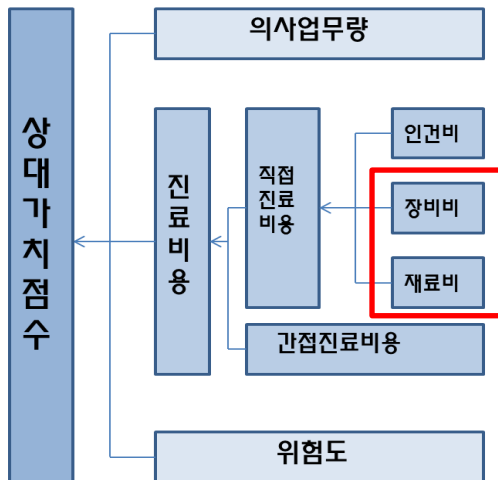 상대가치점수
의사업무량
진료비용
직접
진료
비용
인건비
장비비
재료비
간접진료비용
위험도